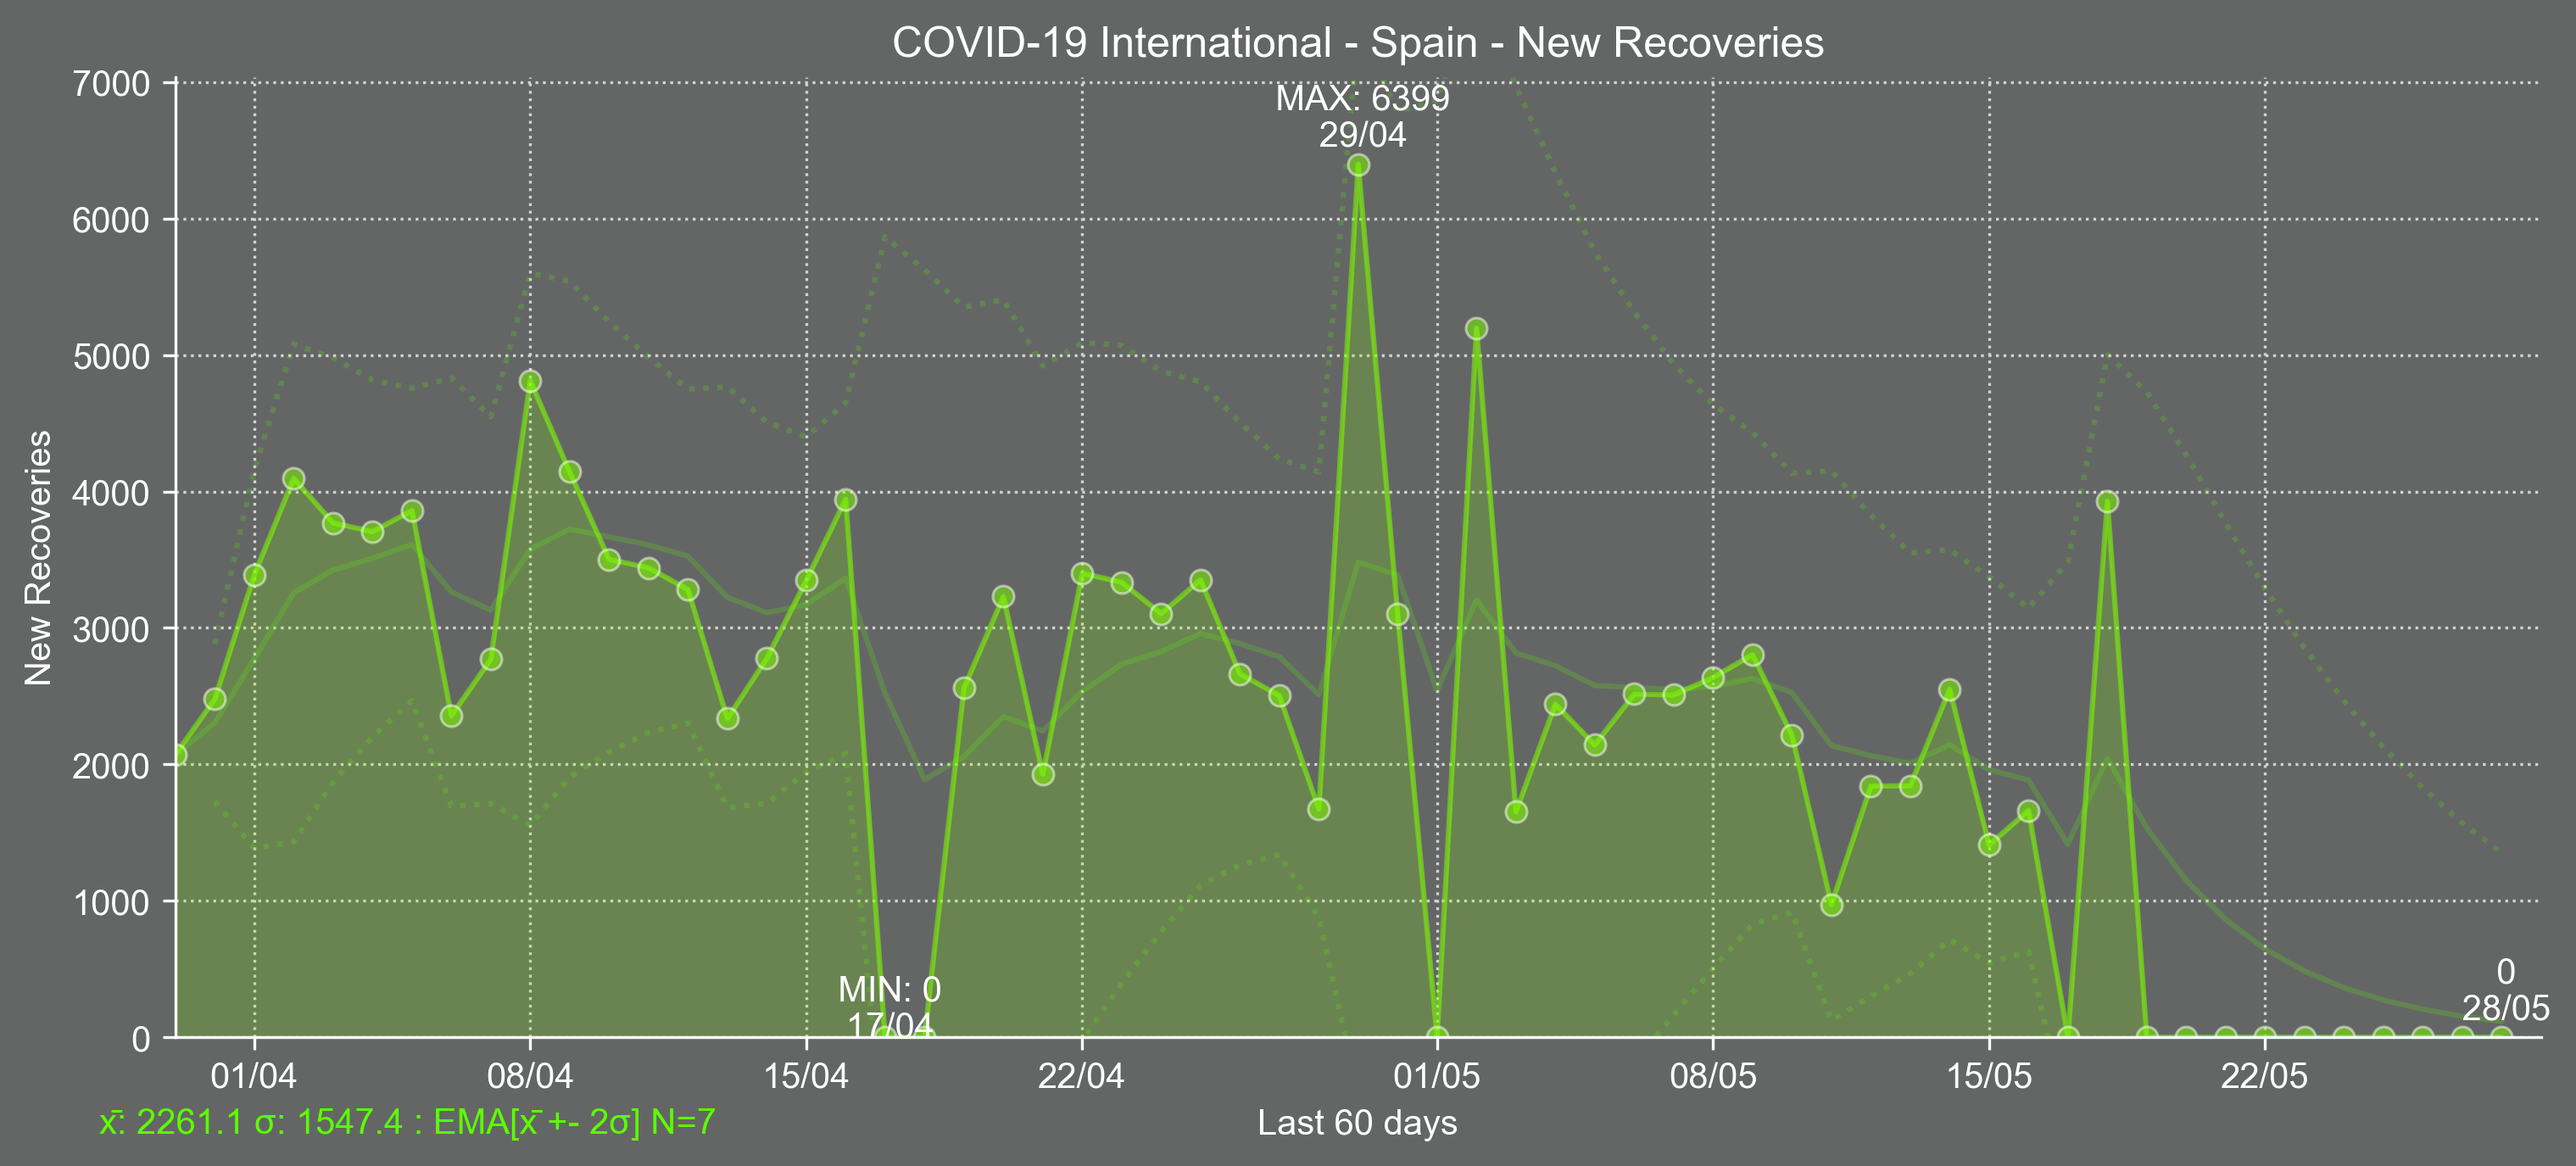 COVID-19 International - Spain - New Recoveries
7000
6000
5000
4000
3000
2000
1000
0
New Recoveries
MAX: 6399
29/04
MIN: 0
17/04
0
28/05
01/04 08/04 15/04 22/04 01/05 08/05 15/05 22/05
x̄: 2261.1 σ: 1547.4 : EMA[x̄ +- 2σ] N=7
Last 60 days